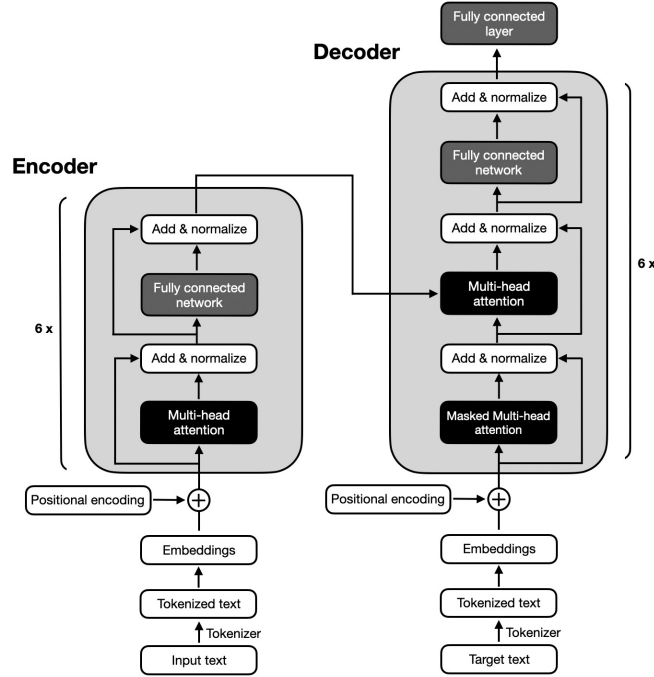 Fully connected
layer
Decoder
Add & normalize
Fully connected
network
Add & normalize
Multi-head
attention
Add & normalize
Masked Multi-head
attention
6 x
Positional encoding
+
Embeddings
Tokenized text
Tokenizer
Target text
Encoder
Add & normalize
Fully connected
network
6 x
Add & normalize
Multi-head
attention
Positional encoding
+
Embeddings
Tokenized text
Tokenizer
Input text